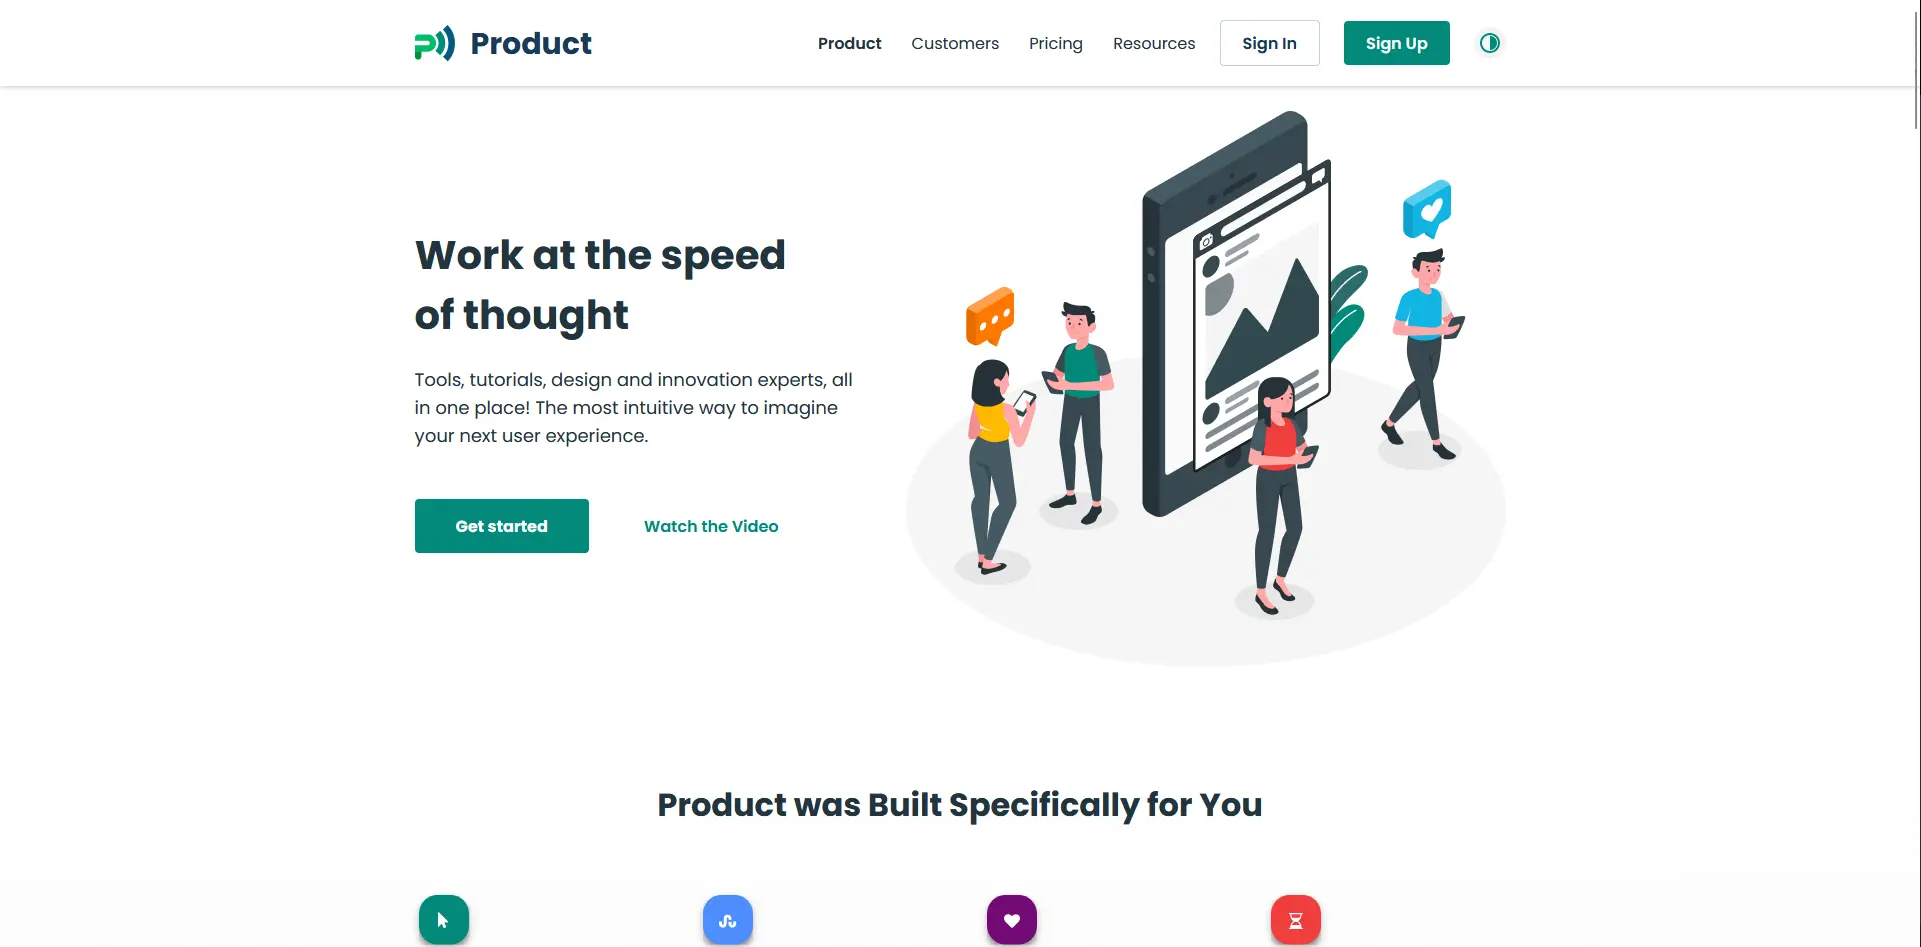 Product
Product Customers Pricing Resources Sign In Sign Up
Work at the speed
of thought
Tools, tutorials, design and innovation experts, all
in one place! The most intuitive way to imagine
your next user experience.
Get started Watch the Video
Product was Built Specifically for You